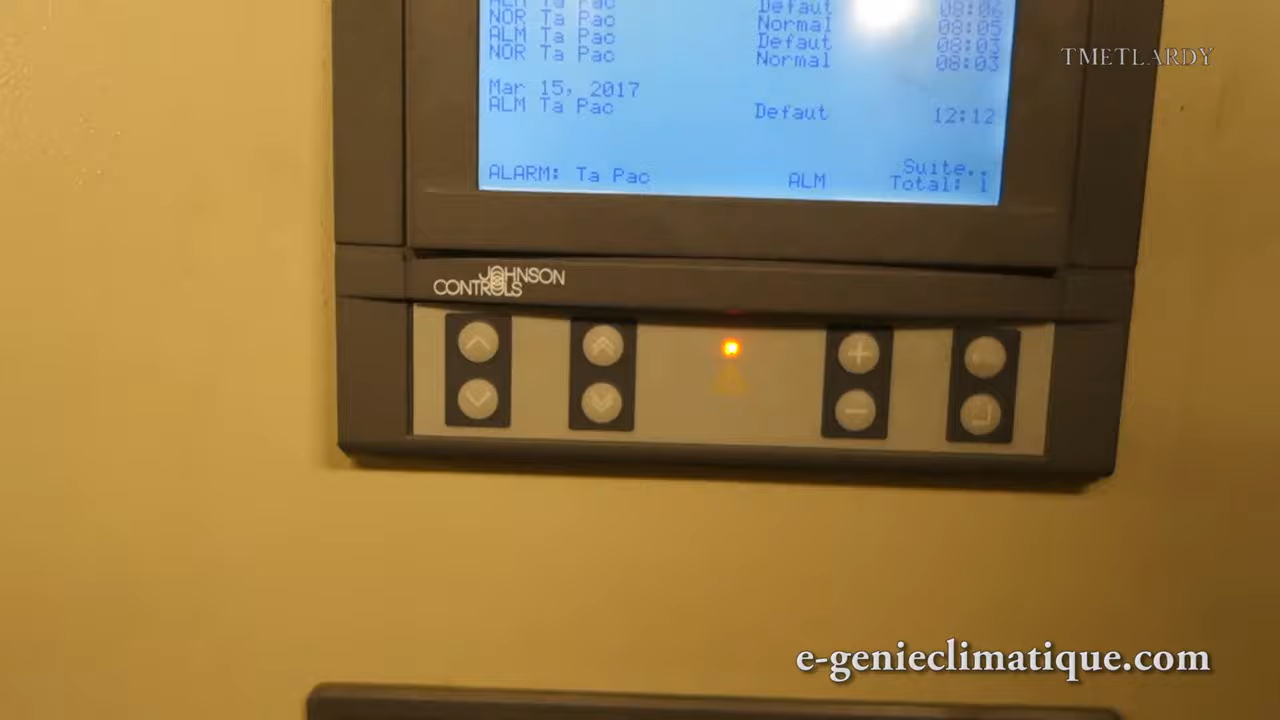 ALM Ta Pac Defaut 08:06
NOR Ta Pac Normal 08:05
ALM Ta Pac Defaut 08:03
NOR Ta Pac Normal 08:03
Mar 15, 2017
ALM Ta Pac Defaut 12:12
Suite..
ALARM: Ta Pac ALM Total: 1
JOHNSON
CONTROLS
TMETLARDY
e-genieclimatique.com